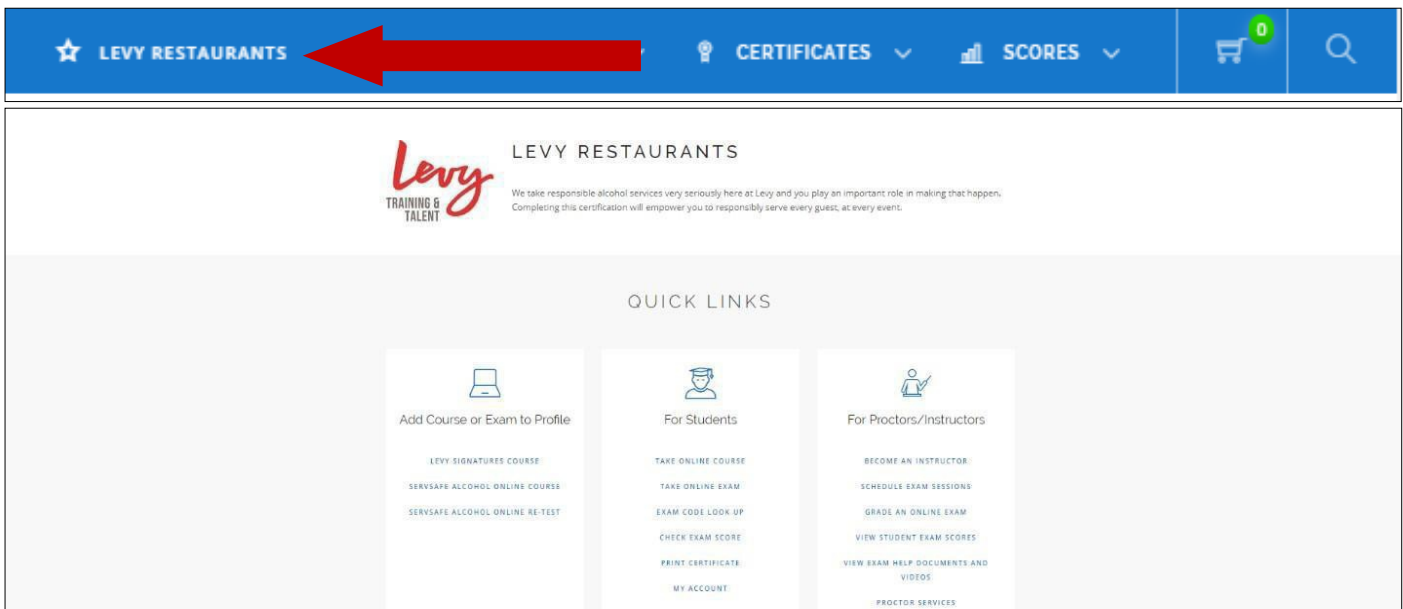 LEVY RESTAURANTS
CERTIFICATES
SCORES
0
Levy
TRAINING &
TALENT
LEVY RESTAURANTS
We take responsible alcohol services very seriously here at Levy and you play an important role in making that happen.
Completing this certification will empower you to responsibly serve every guest, at every event.
QUICK LINKS
Add Course or Exam to Profile
LEVY SIGNATURES COURSE
SERVSAFE ALCOHOL ONLINE COURSE
SERVSAFE ALCOHOL ONLINE RE-TEST
For Students
TAKE ONLINE COURSE
TAKE ONLINE EXAM
EXAM CODE LOOK UP
CHECK EXAM SCORE
PRINT CERTIFICATE
MY ACCOUNT
For Proctors/Instructors
BECOME AN INSTRUCTOR
SCHEDULE EXAM SESSIONS
GRADE AN ONLINE EXAM
VIEW STUDENT EXAM SCORES
VIEW EXAM HELP DOCUMENTS AND
VIDEOS
PROCTOR SERVICES